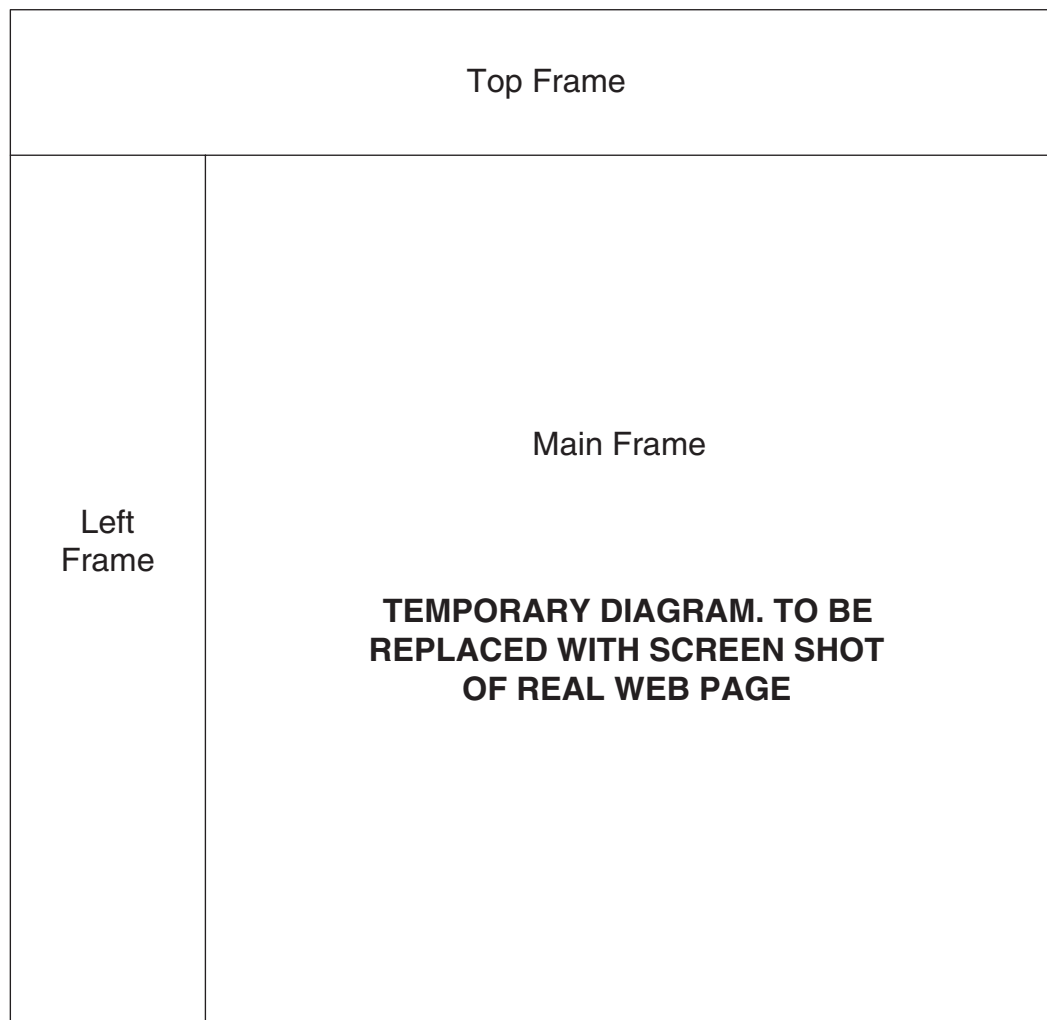 Top Frame
Main Frame
Left
Frame
TEMPORARY DIAGRAM. TO BE
REPLACED WITH SCREEN SHOT
OF REAL WEB PAGE